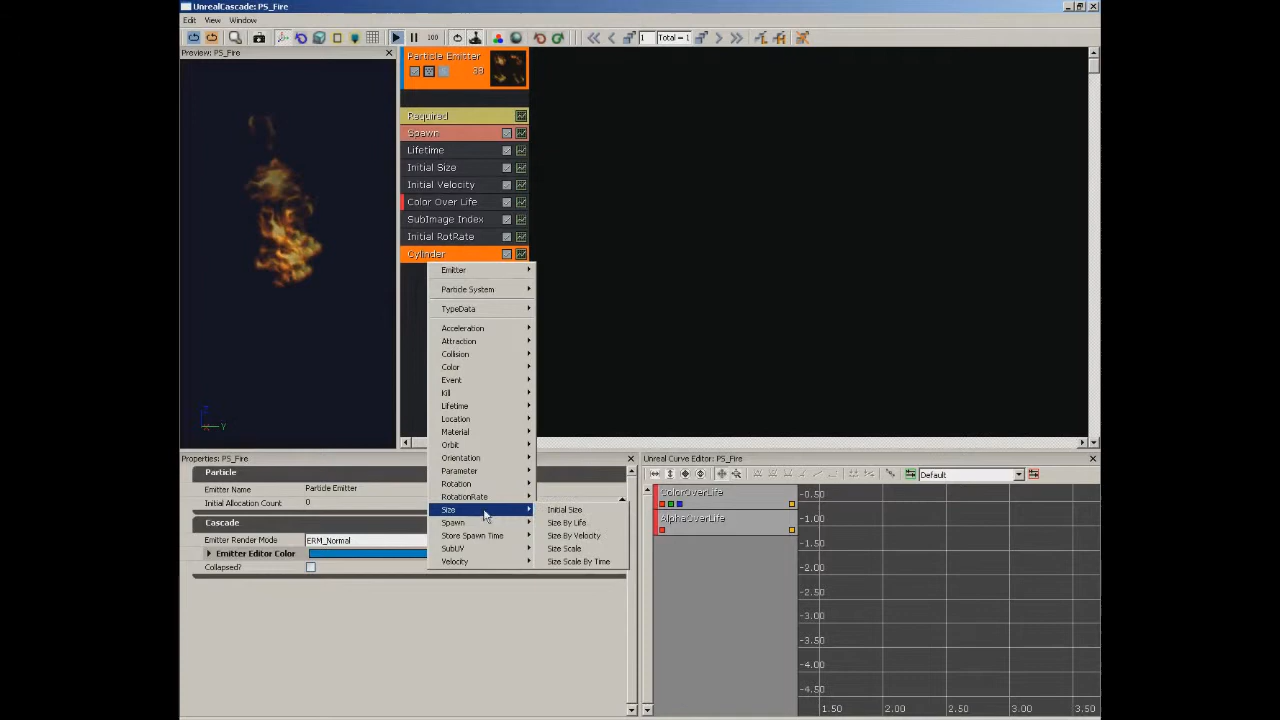 UnrealCascade: PS_Fire
Edit View Window
100
1
Total = 1
Preview: PS_Fire
Particle Emitter
Required
Spawn
Lifetime
Initial Size
Initial Velocity
Color Over Life
SubImage Index
Initial RotRate
Cylinder
Emitter
Particle System
TypeData
Acceleration
Attraction
Collision
Color
Event
Kill
Lifetime
Location
Material
Orbit
Orientation
Parameter
Rotation
RotationRate
Size
Spawn
Store Spawn Time
SubUV
Velocity
Initial Size
Size By Life
Size By Velocity
Size Scale
Size Scale By Time
Z
Y
Properties: PS_Fire
Particle
Emitter Name Particle Emitter
Initial Allocation Count 0
Cascade
Emitter Render Mode ERM_Normal
Emitter Editor Color
Collapsed?
Unreal Curve Editor: PS_Fire
Default
ColorOverLife
AlphaOverLife
-0.50
-1.00
-1.50
-2.00
-2.50
-3.00
-3.50
-4.00
-4.50
1.50 2.00 2.50 3.00 3.50